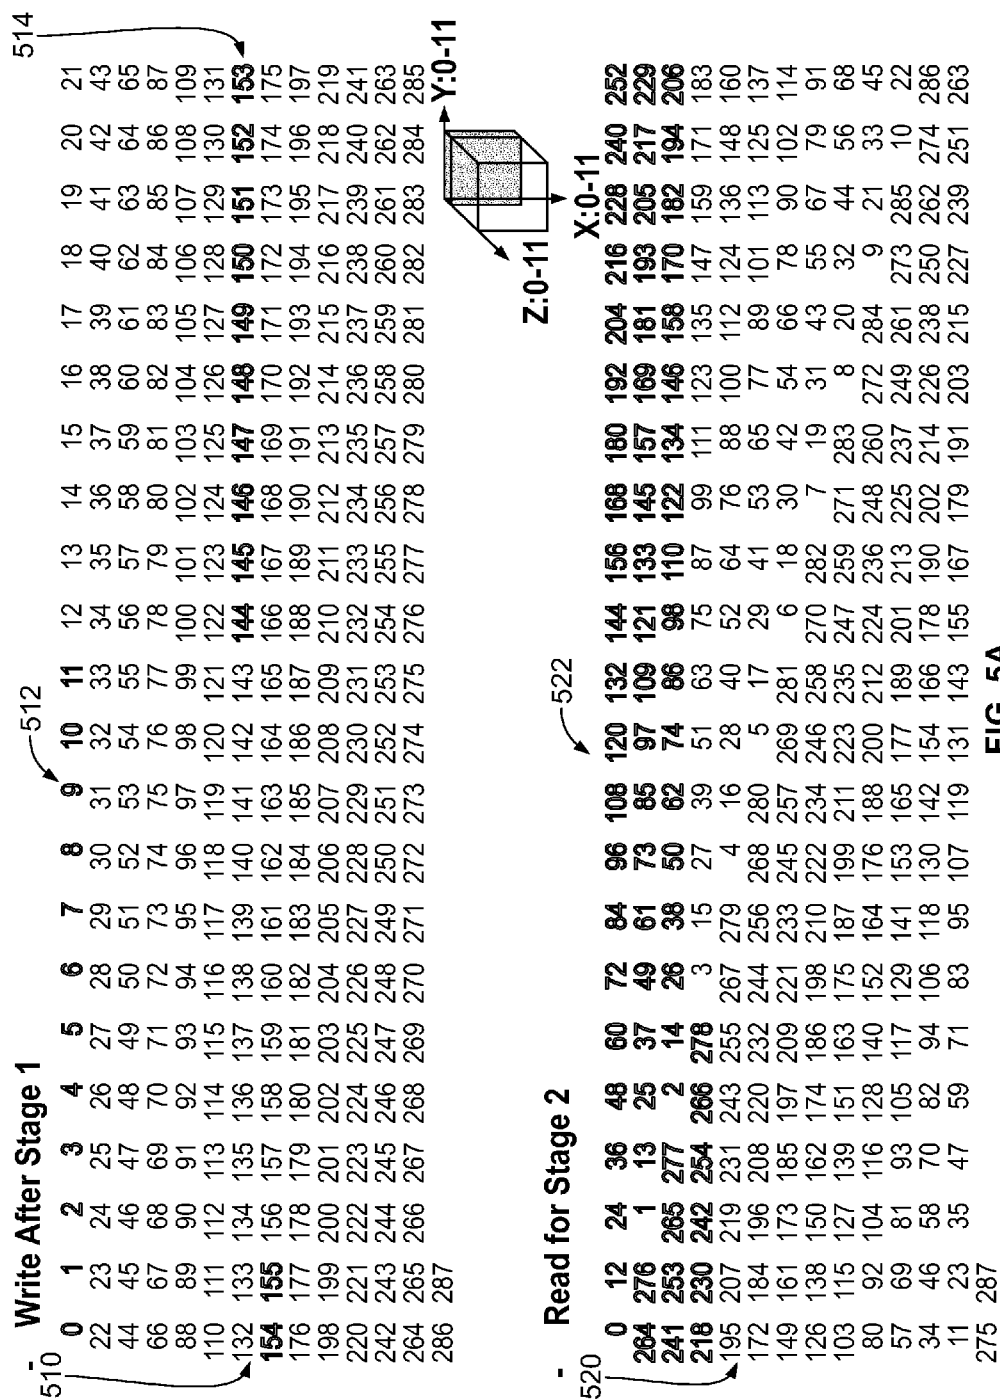 Write After Stage 1
-
510
512
514
0 1 2 3 4 5 6 7 8 9 10 11 12 13 14 15 16 17 18 19 20 21
22 23 24 25 26 27 28 29 30 31 32 33 34 35 36 37 38 39 40 41 42 43
44 45 46 47 48 49 50 51 52 53 54 55 56 57 58 59 60 61 62 63 64 65
66 67 68 69 70 71 72 73 74 75 76 77 78 79 80 81 82 83 84 85 86 87
88 89 90 91 92 93 94 95 96 97 98 99 100 101 102 103 104 105 106 107 108 109
110 111 112 113 114 115 116 117 118 119 120 121 122 123 124 125 126 127 128 129 130 131
132 133 134 135 136 137 138 139 140 141 142 143 144 145 146 147 148 149 150 151 152 153
154 155 156 157 158 159 160 161 162 163 164 165 166 167 168 169 170 171 172 173 174 175
176 177 178 179 180 181 182 183 184 185 186 187 188 189 190 191 192 193 194 195 196 197
198 199 200 201 202 203 204 205 206 207 208 209 210 211 212 213 214 215 216 217 218 219
220 221 222 223 224 225 226 227 228 229 230 231 232 233 234 235 236 237 238 239 240 241
242 243 244 245 246 247 248 249 250 251 252 253 254 255 256 257 258 259 260 261 262 263
264 265 266 267 268 269 270 271 272 273 274 275 276 277 278 279 280 281 282 283 284 285
286 287
Y:0-11
Z:0-11
X:0-11
Read for Stage 2
-
520
522
0 12 24 36 48 60 72 84 96 108 120 132 144 156 168 180 192 204 216 228 240 252
264 276 1 13 25 37 49 61 73 85 97 109 121 133 145 157 169 181 193 205 217 229
241 253 265 277 2 14 26 38 50 62 74 86 98 110 122 134 146 158 170 182 194 206
218 230 242 254 266 278 3 15 27 39 51 63 75 87 99 111 123 135 147 159 171 183
195 207 219 231 243 255 267 279 4 16 28 40 52 64 76 88 100 112 124 136 148 160
172 184 196 208 220 232 244 256 268 280 5 17 29 41 53 65 77 89 101 113 125 137
149 161 173 185 197 209 221 233 245 257 269 281 6 18 30 42 54 66 78 90 102 114
126 138 150 162 174 186 198 210 222 234 246 258 270 282 7 19 31 43 55 67 79 91
103 115 127 139 151 163 175 187 199 211 223 235 247 259 271 283 8 20 32 44 56 68
80 92 104 116 128 140 152 164 176 188 200 212 224 236 248 260 272 284 9 21 33 45
57 69 81 93 105 117 129 141 153 165 177 189 201 213 225 237 249 261 273 285 10 22
34 46 58 70 82 94 106 118 130 142 154 166 178 190 202 214 226 238 250 262 274 286
11 23 35 47 59 71 83 95 107 119 131 143 155 167 179 191 203 215 227 239 251 263
275 287
FIG. 5A